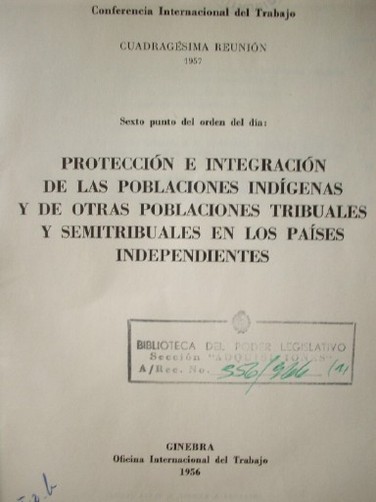 Conferencia Internacional del Trabajo
CUADRAGÉSIMA REUNIÓN
1957
Sexto punto del orden del día:
PROTECCIÓN E INTEGRACIÓN
DE LAS POBLACIONES INDÍGENAS
Y DE OTRAS POBLACIONES TRIBUALES
Y SEMITRIBUALES EN LOS PAÍSES
INDEPENDIENTES
BIBLIOTECA DEL PODER LEGISLATIVO
Sección "ADQUISICIONES"
A/Rec. No.
GINEBRA
Oficina Internacional del Trabajo
1956